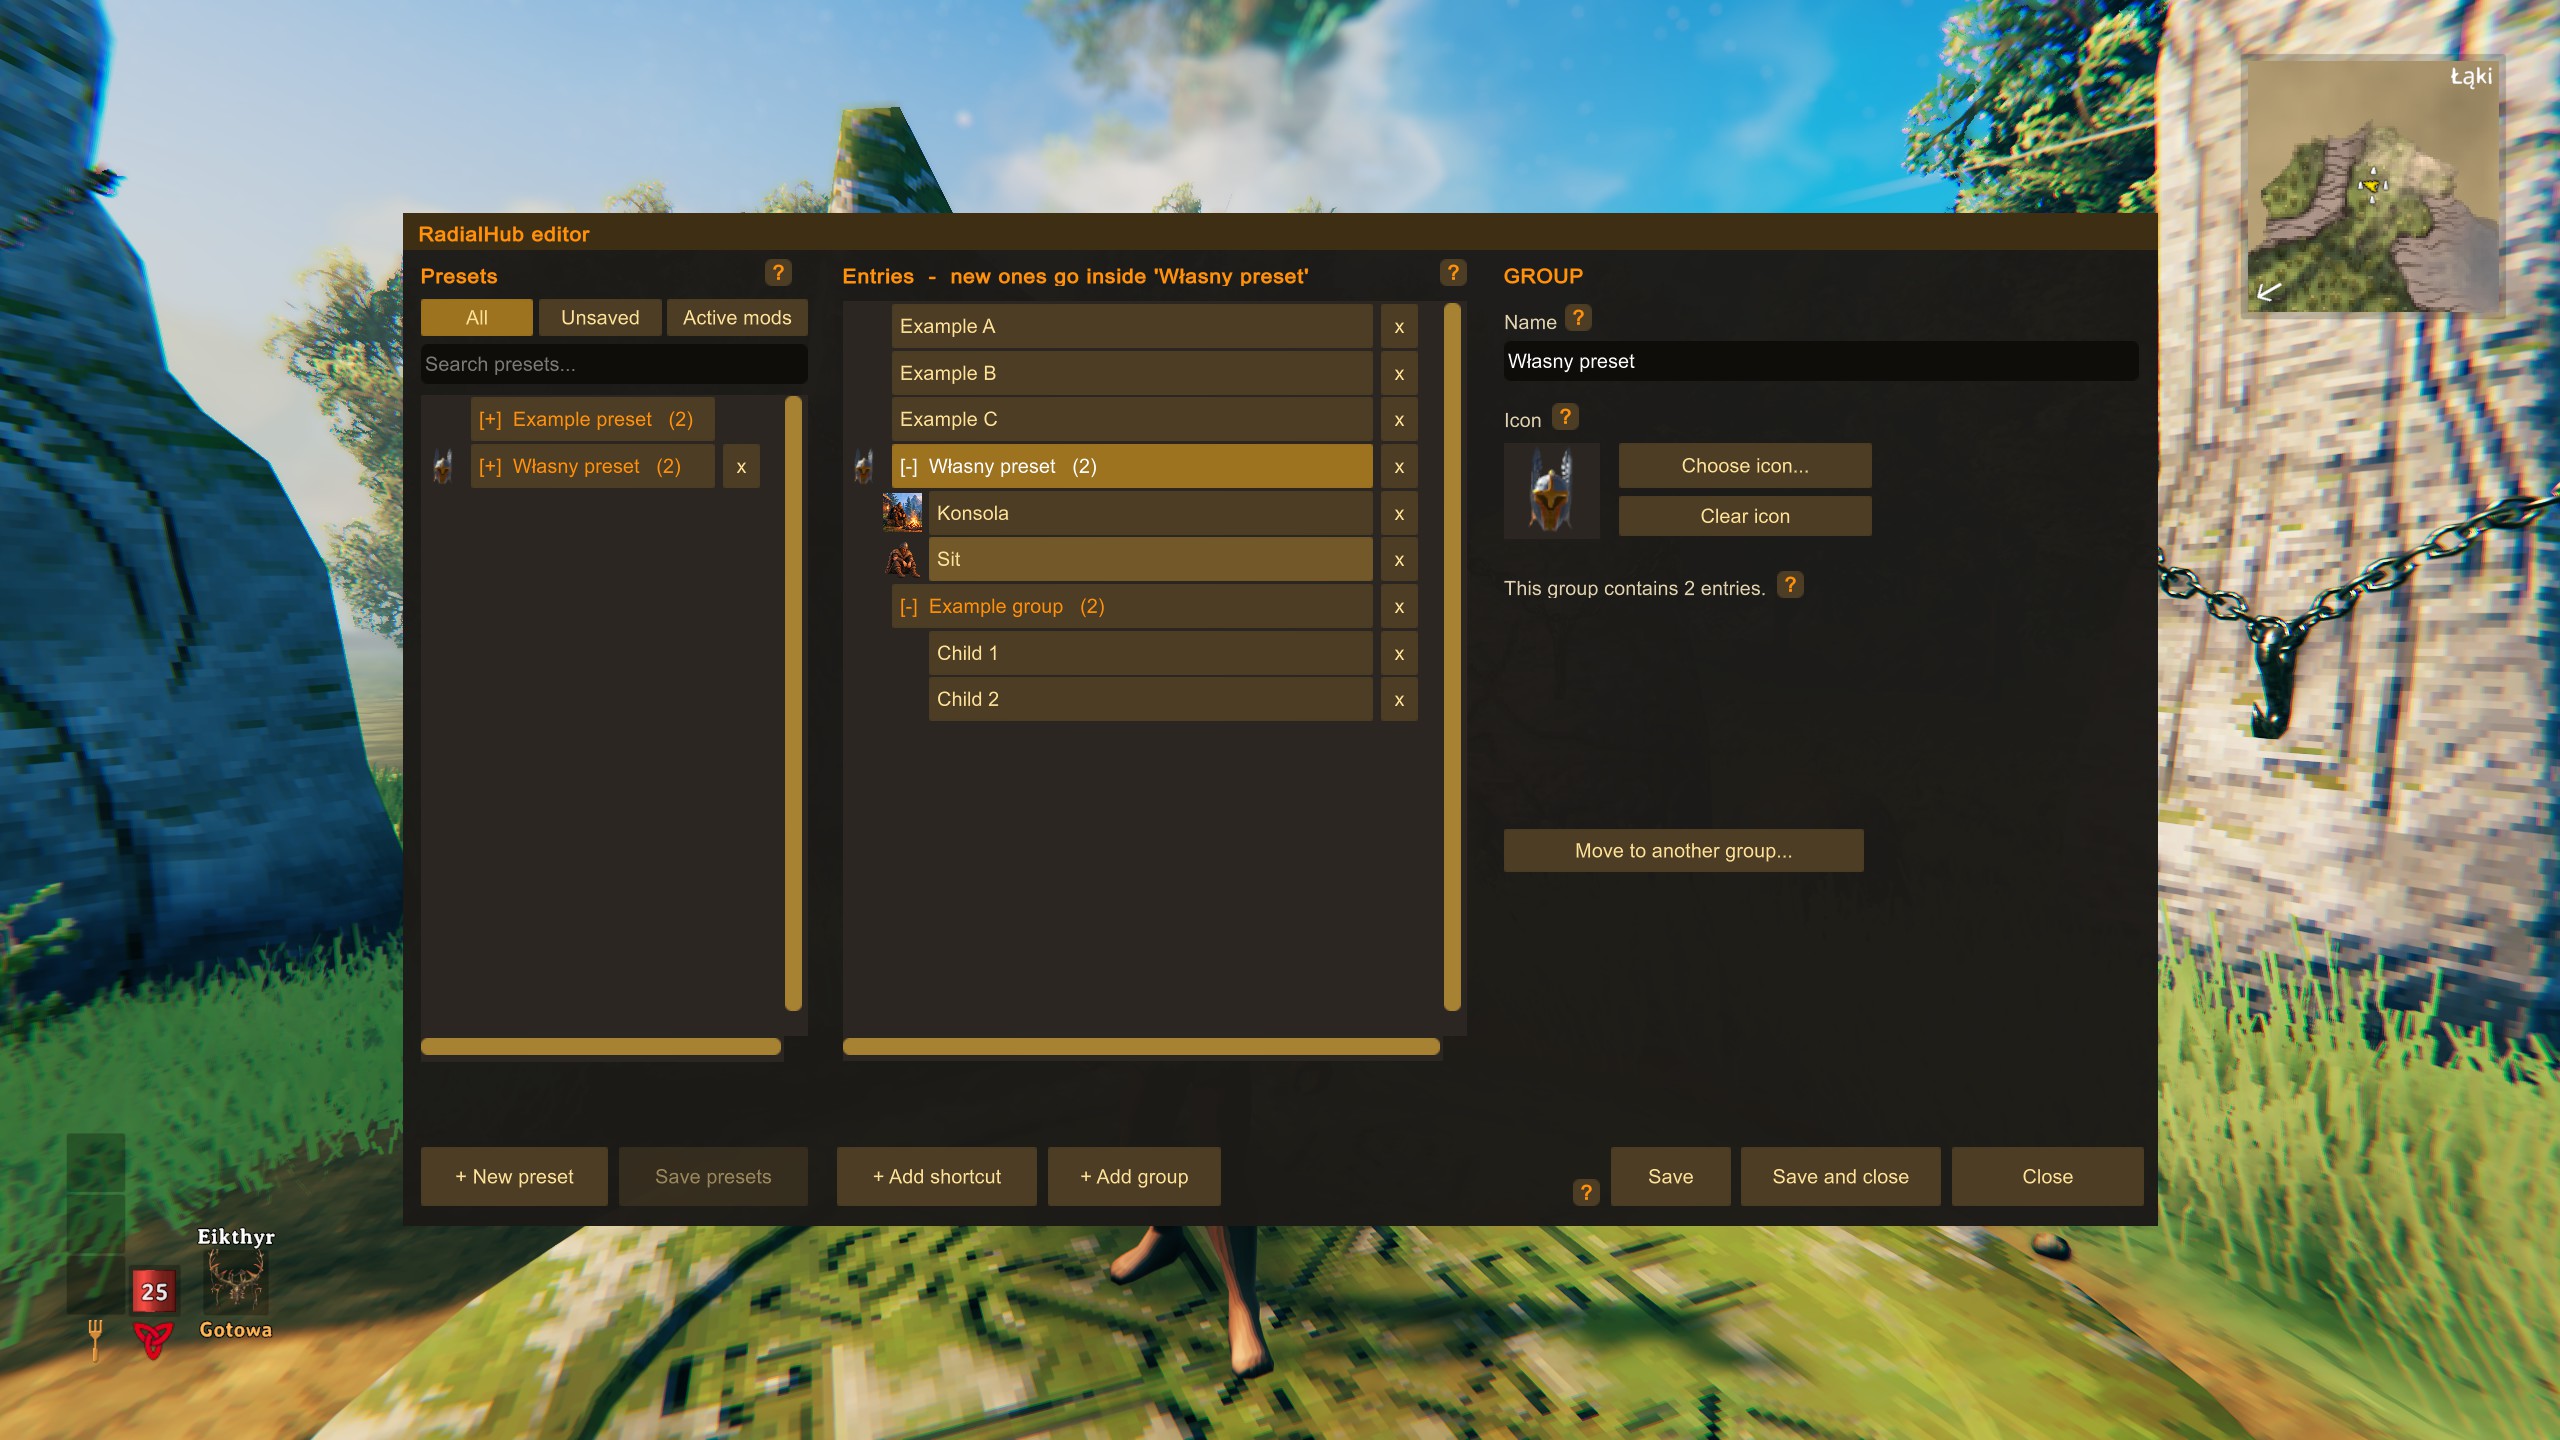 Łąki
RadialHub editor
Presets ?
All Unsaved Active mods
Search presets...
[+] Example preset (2)
[+] Własny preset (2) x
+ New preset Save presets
Entries - new ones go inside 'Własny preset' ?
Example A x
Example B x
Example C x
[-] Własny preset (2) x
Konsola x
Sit x
[-] Example group (2) x
Child 1 x
Child 2 x
+ Add shortcut + Add group
GROUP
Name ?
Własny preset
Icon ?
Choose icon...
Clear icon
This group contains 2 entries. ?
Move to another group...
? Save Save and close Close
Eikthyr
25
Gotowa